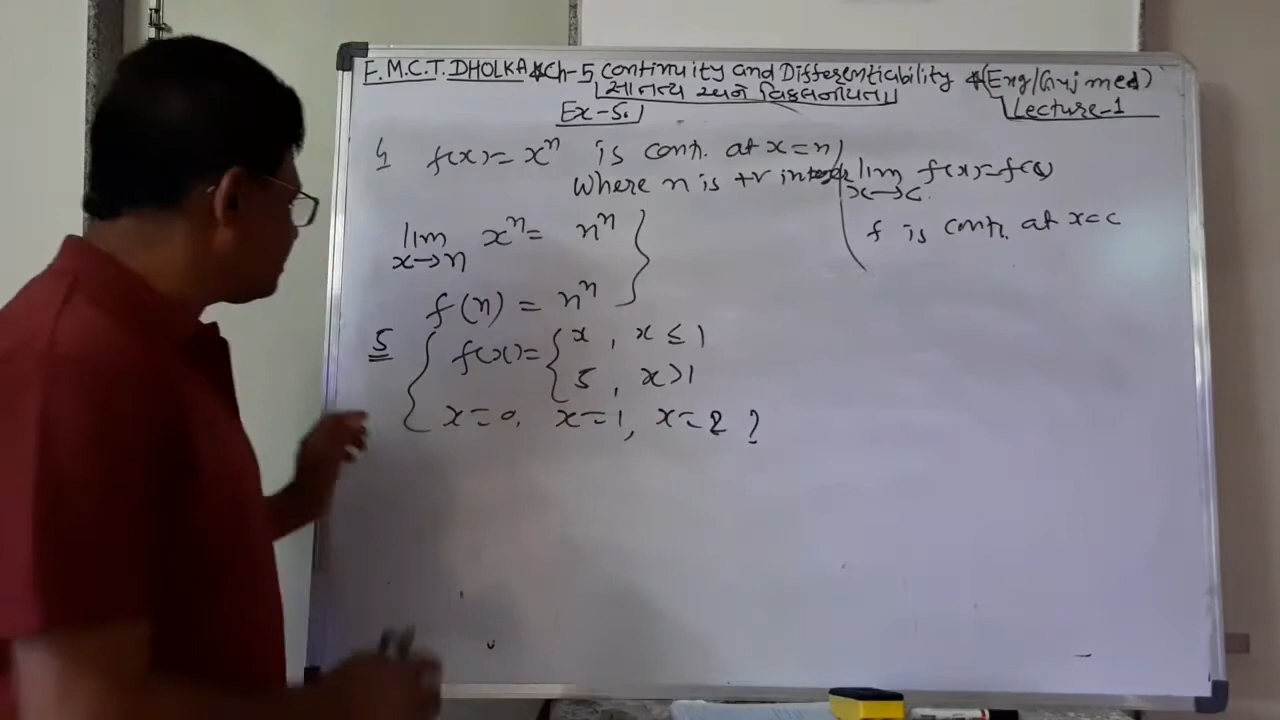 F.M.C.T. DHOLKA * Ch-5 Continuity and Differentiability * (Eng/Guj med)
સાતત્ય અને વિકલનીયતા
Lecture-1
Ex-5.1
4 f(x) = x^n is cont. at x=n
where n is +v integer
lim x→n x^n = n^n
f(n) = n^n
5 f(x) = { x , x ≤ 1
5 , x>1
x=0, x=1, x=2 ?
lim x→c f(x) = f(c)
f is cont. at x=c